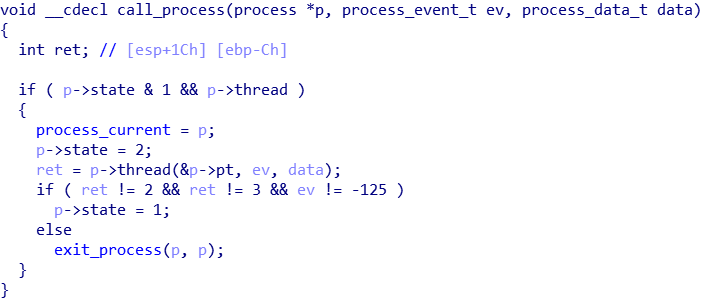 void __cdecl call_process(process *p, process_event_t ev, process_data_t data)
{
  int ret; // [esp+1Ch] [ebp-Ch]

  if ( p->state & 1 && p->thread )
  {
    process_current = p;
    p->state = 2;
    ret = p->thread(&p->pt, ev, data);
    if ( ret != 2 && ret != 3 && ev != -125 )
      p->state = 1;
    else
      exit_process(p, p);
  }
}